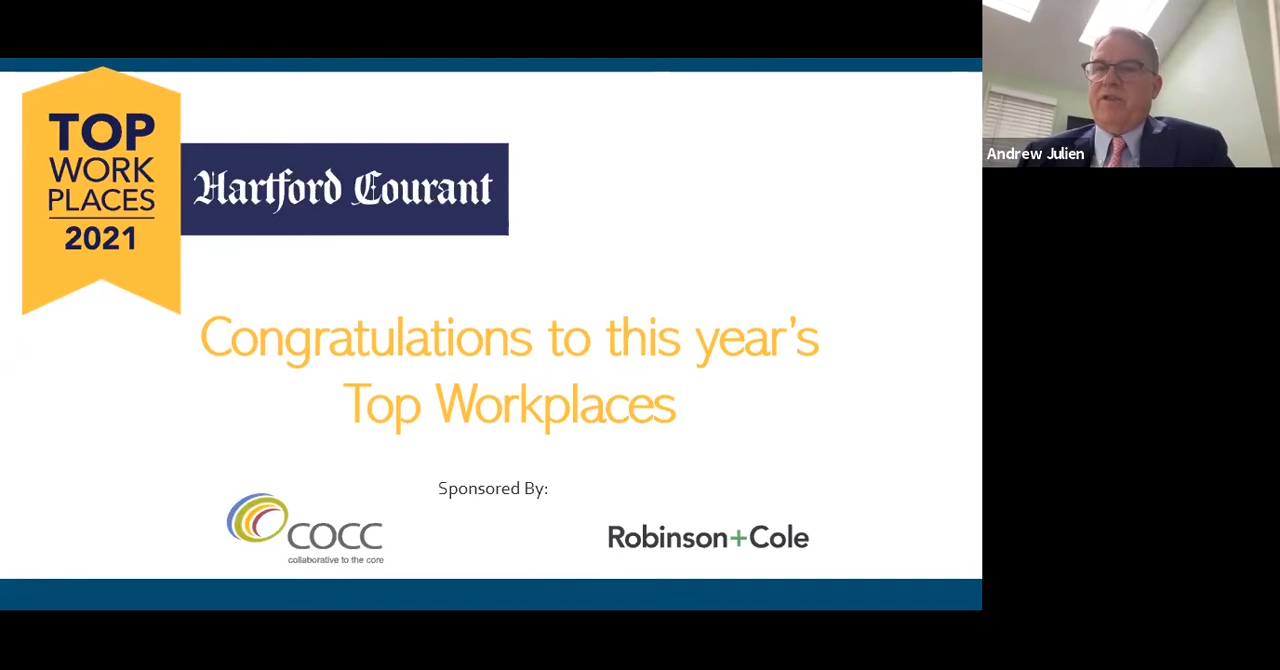 TOP
WORK
PLACES
2021
Hartford Courant
Congratulations to this year’s
Top Workplaces
Sponsored By:
COCC
collaborative to the core
Robinson+Cole
Andrew Julien